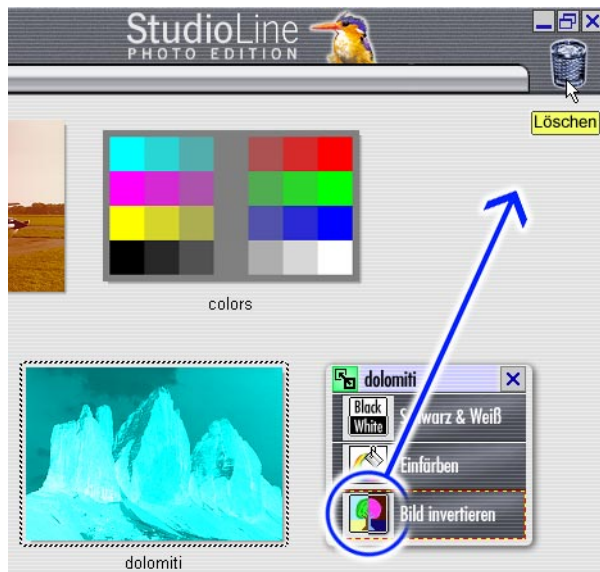 StudioLine
PHOTO EDITION
Löschen
colors
dolomiti
Black
White
Schwarz & Weiß
Einfärben
Bild invertieren
dolomiti